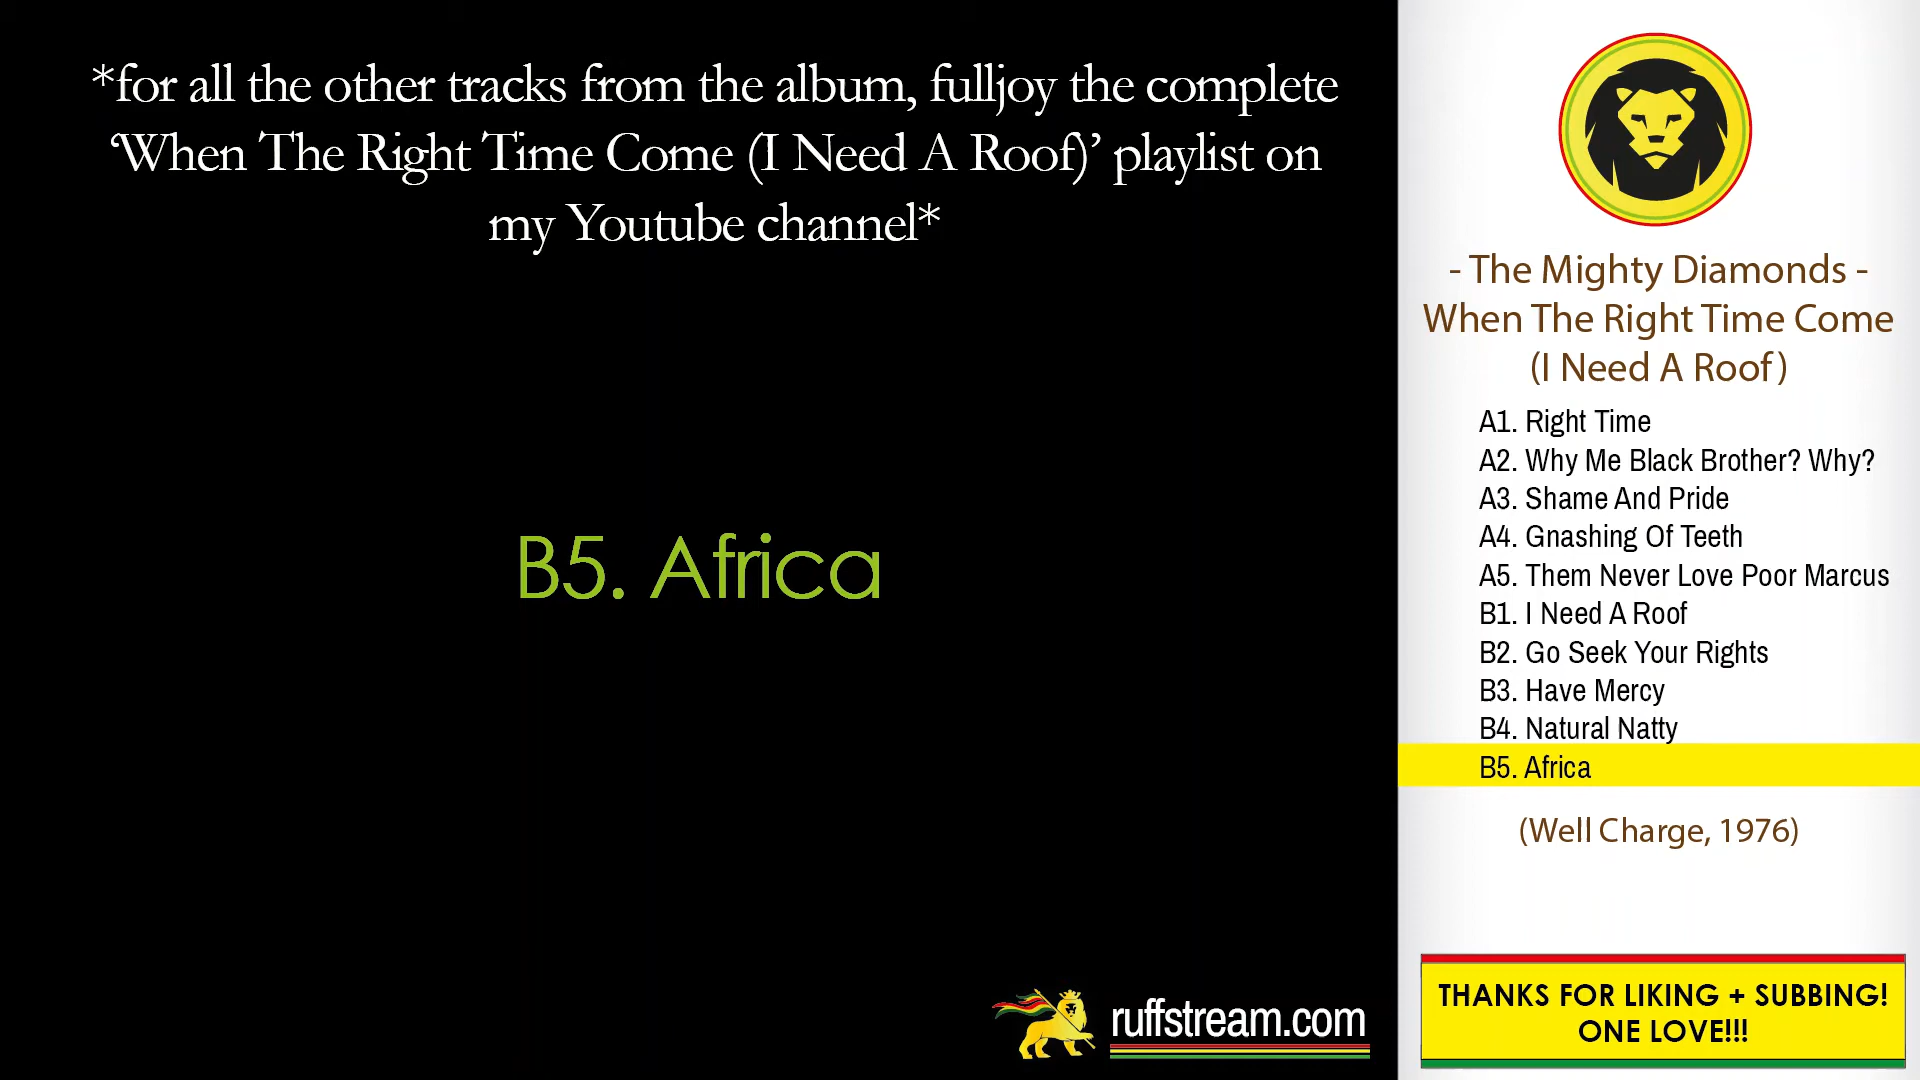 *for all the other tracks from the album, fulljoy the complete
‘When The Right Time Come (I Need A Roof)’ playlist on
my Youtube channel*
B5. Africa
ruffstream.com
- The Mighty Diamonds -
When The Right Time Come
(I Need A Roof)
A1. Right Time
A2. Why Me Black Brother? Why?
A3. Shame And Pride
A4. Gnashing Of Teeth
A5. Them Never Love Poor Marcus
B1. I Need A Roof
B2. Go Seek Your Rights
B3. Have Mercy
B4. Natural Natty
B5. Africa
(Well Charge, 1976)
THANKS FOR LIKING + SUBBING!
ONE LOVE!!!